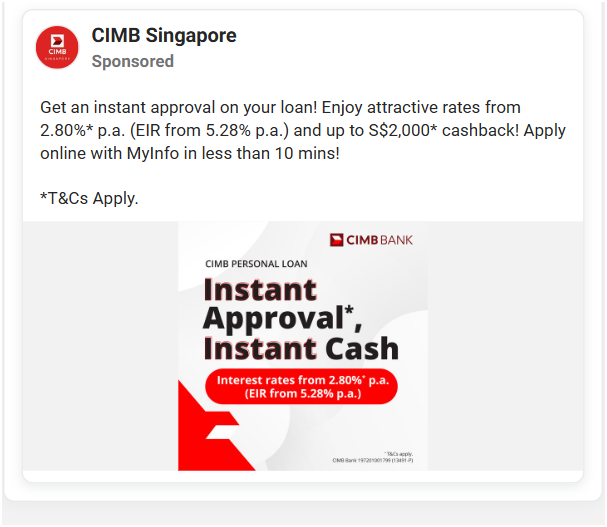 CIMB Singapore
Sponsored
CIMB
SINGAPORE
Get an instant approval on your loan! Enjoy attractive rates from
2.80%* p.a. (EIR from 5.28% p.a.) and up to S$2,000* cashback! Apply
online with MyInfo in less than 10 mins!
*T&Cs Apply.
CIMB BANK
CIMB PERSONAL LOAN
Instant
Approval*,
Instant Cash
Interest rates from 2.80%* p.a.
(EIR from 5.28% p.a.)
*T&Cs apply.
CIMB Bank 197201001799 (13491-P)